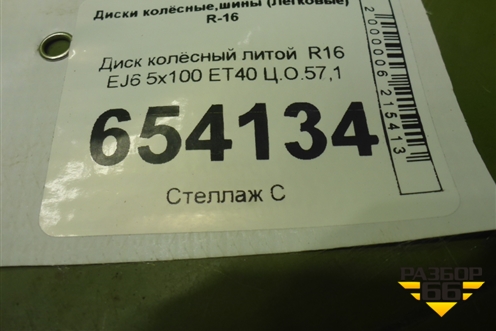 Диски колёсные,шины (Легковые)
R-16
Диск колёсный литой R16
EJ6 5x100 ET40 Ц.О.57,1
654134
Стеллаж С
2000006215413
РАЗБОР
66